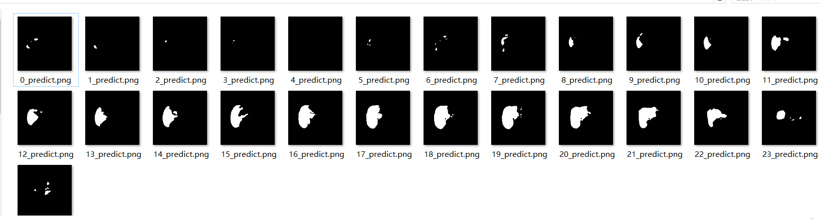 0_predict.png 1_predict.png 2_predict.png 3_predict.png 4_predict.png 5_predict.png 6_predict.png 7_predict.png 8_predict.png 9_predict.png 10_predict.png 11_predict.png
12_predict.png 13_predict.png 14_predict.png 15_predict.png 16_predict.png 17_predict.png 18_predict.png 19_predict.png 20_predict.png 21_predict.png 22_predict.png 23_predict.png